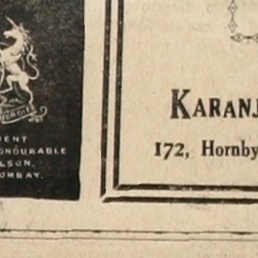 ENT
ONOURABLE
LSON,
OMBAY.
KARANJ
172, Hornby